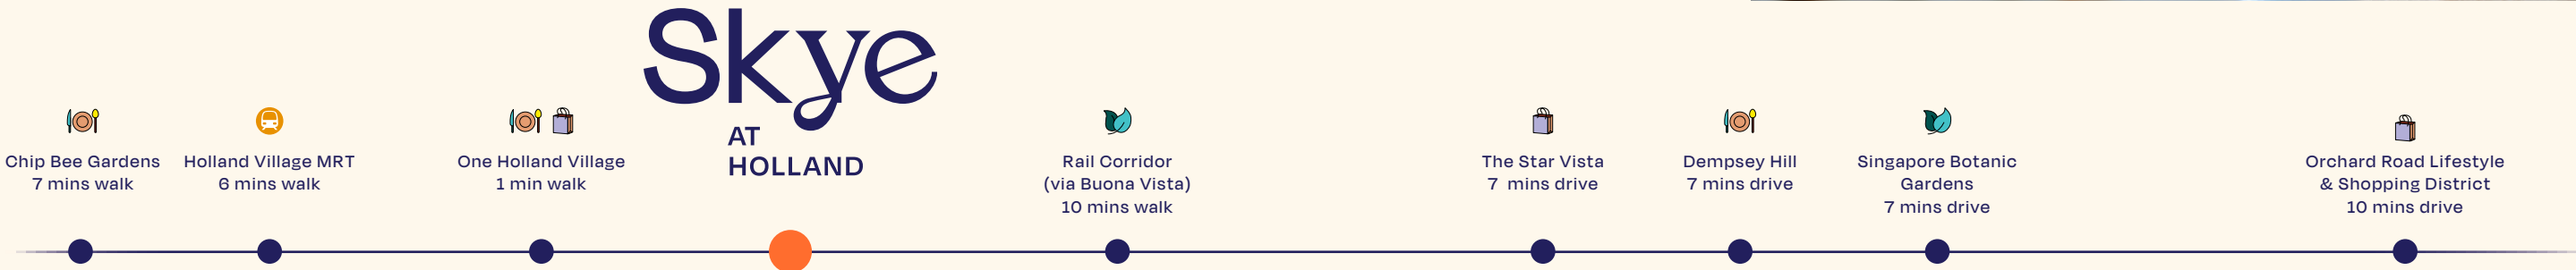 Skye
AT
HOLLAND
Chip Bee Gardens
7 mins walk
Holland Village MRT
6 mins walk
One Holland Village
1 min walk
Rail Corridor
(via Buona Vista)
10 mins walk
The Star Vista
7 mins drive
Dempsey Hill
7 mins drive
Singapore Botanic
Gardens
7 mins drive
Orchard Road Lifestyle
& Shopping District
10 mins drive